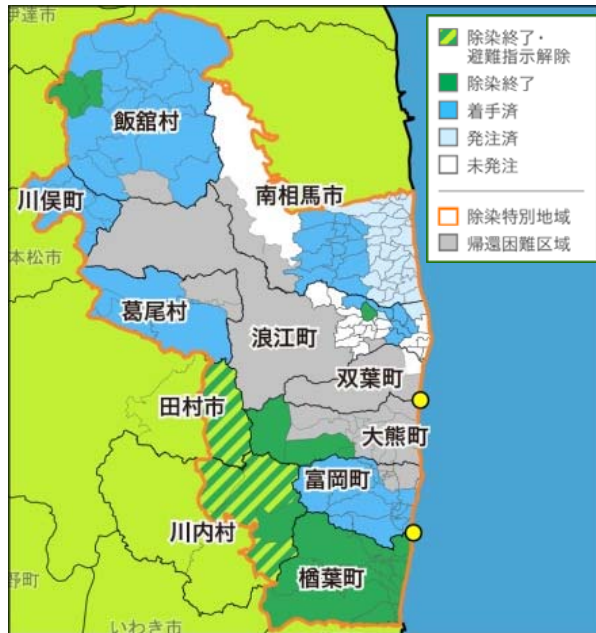 伊達市
除染終了・
避難指示解除
除染終了
着手済
発注済
未発注
除染特別地域
帰還困難区域
飯舘村
川俣町
南相馬市
本松市
葛尾村
浪江町
双葉町
田村市
大熊町
富岡町
川内村
楢葉町
野町
いわき市